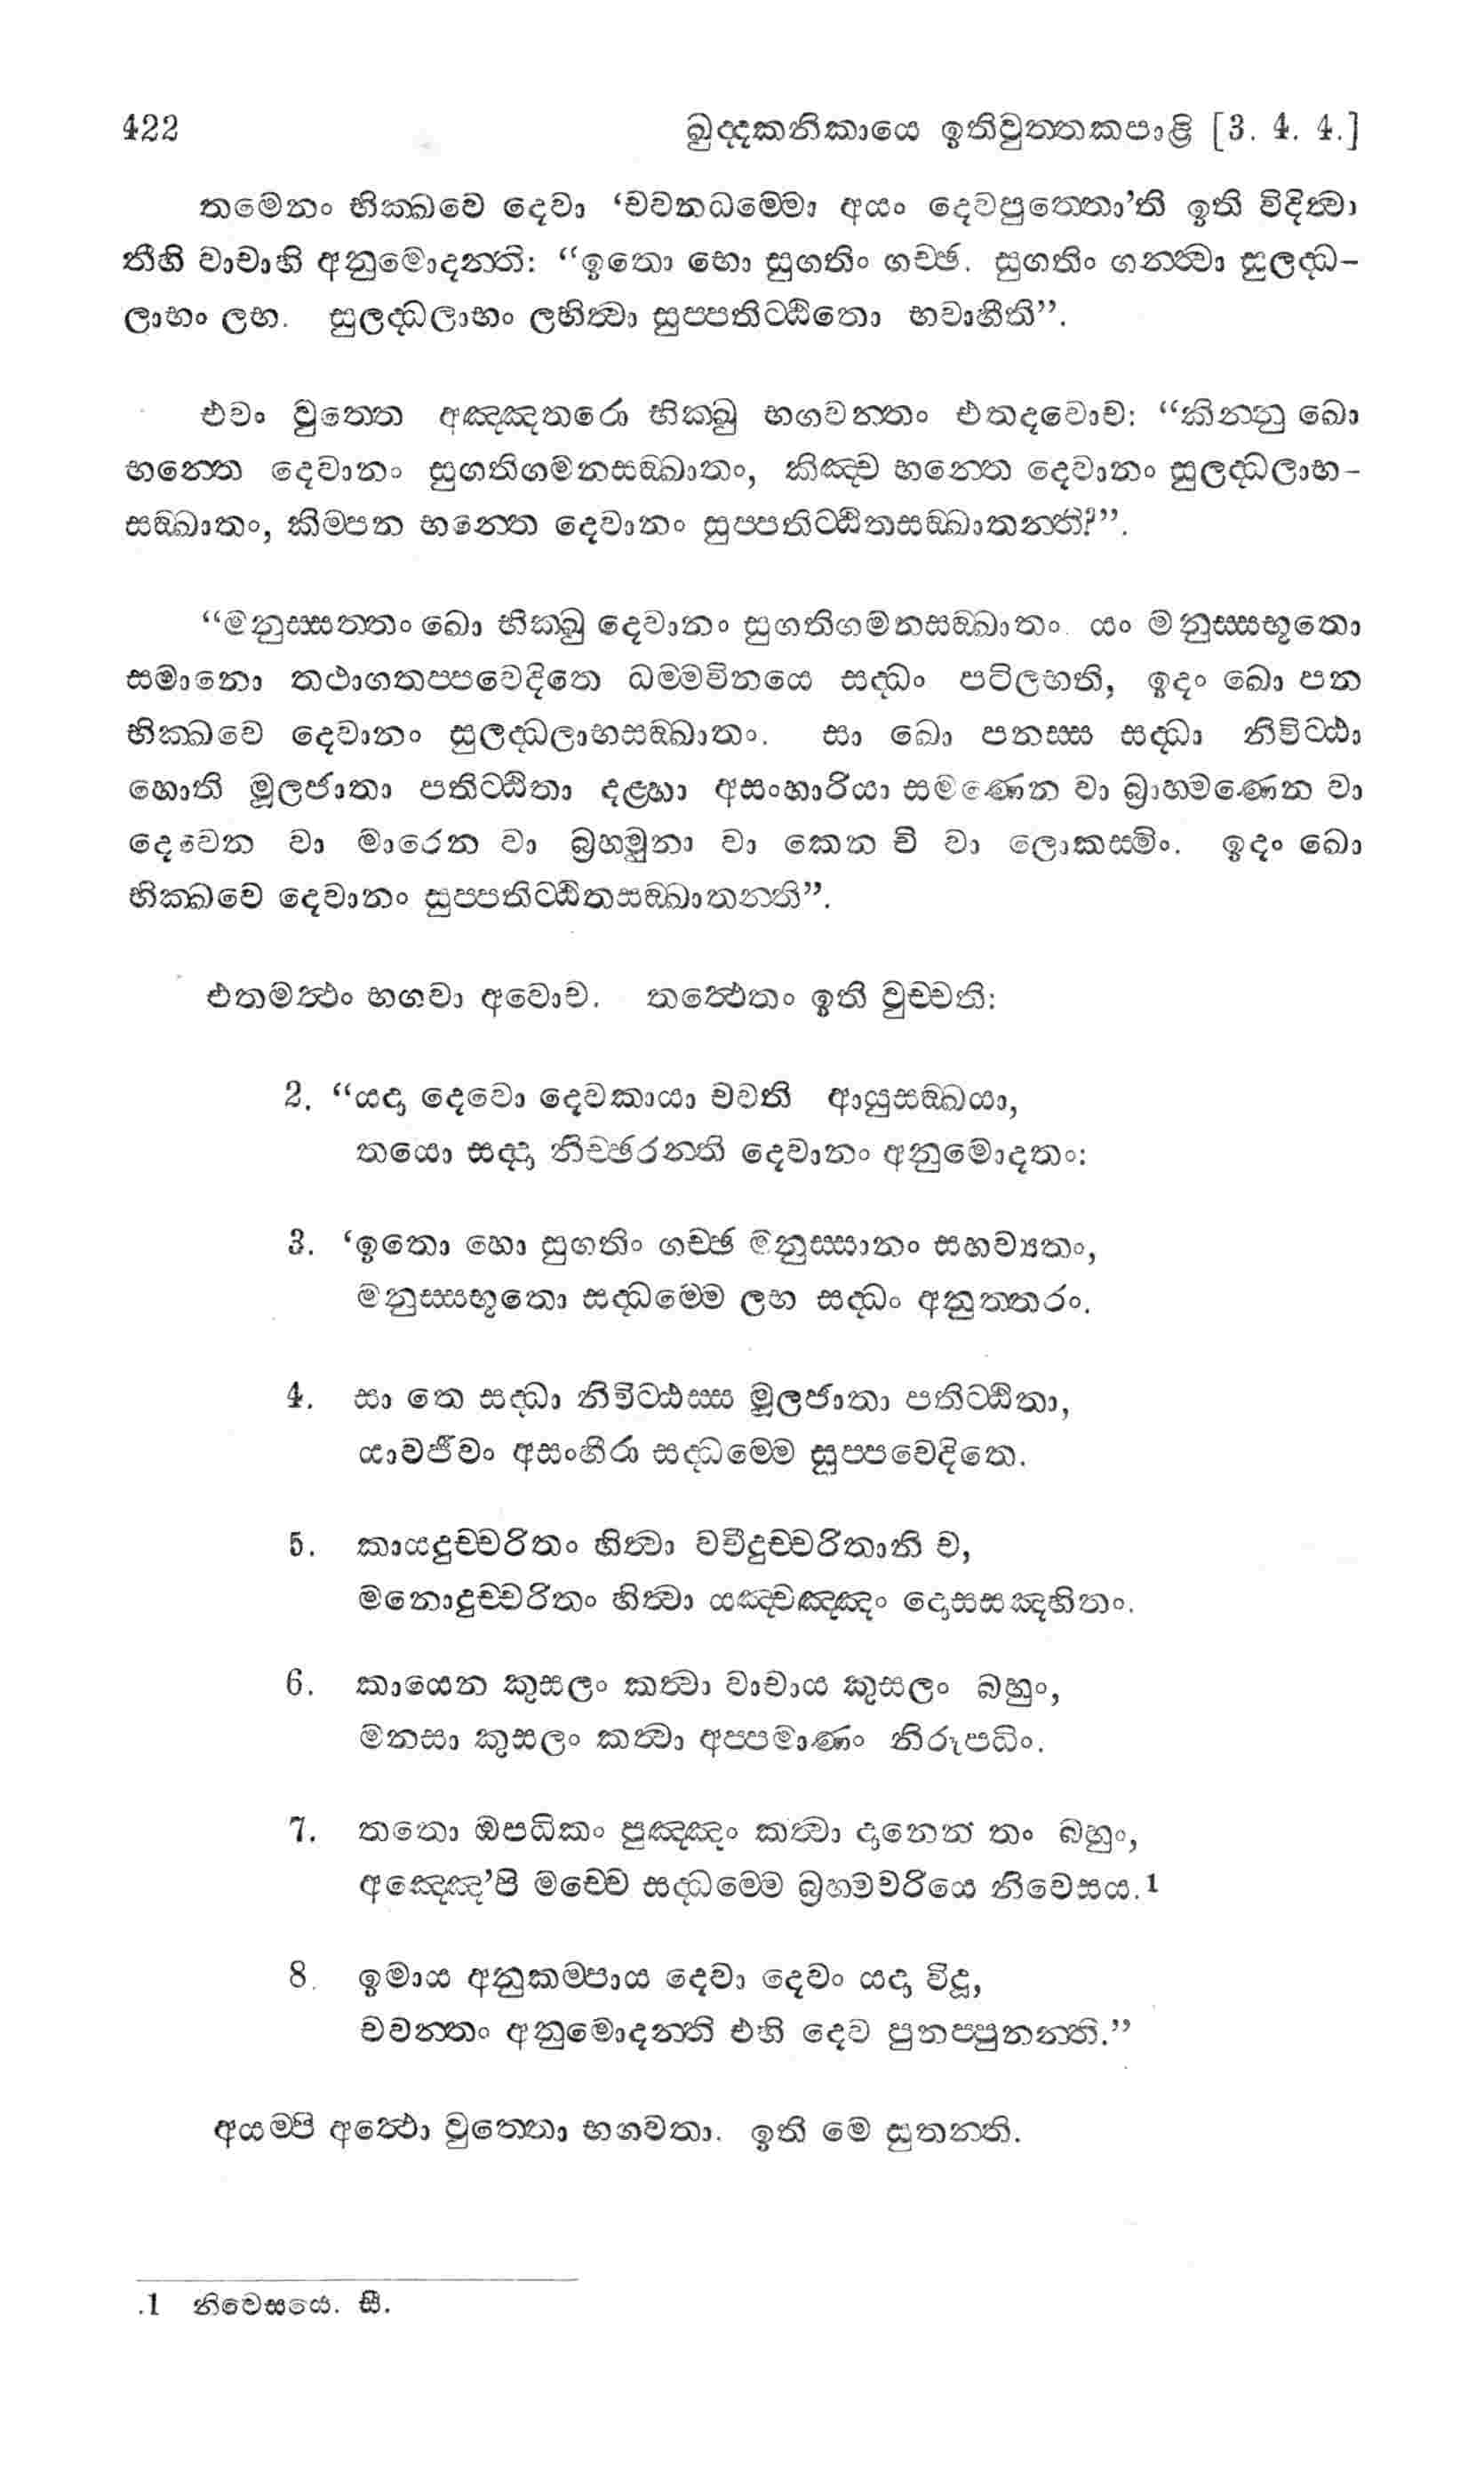 422 ඛුද්දකනිකායෙ ඉතිවුත්තකපාළි [3. 4. 4.]
තමෙනං භික්ඛවෙ දෙවා ‘චවනධම්මො අයං දෙවපුත්තො’ති ඉති විදිත්වා
තීහි වාචාහි අනුමොදන්ති: “ඉතො භො සුගතිං ගච්ඡ. සුගතිං ගන්ත්වා සුලද්ධ-
ලාභං ලභ. සුලද්ධලාභං ලභිත්වා සුප්පතිට්ඨිතො භවාහීති”.
එවං වුත්තෙ අඤ්ඤතරො භික්ඛු භගවන්තං එතදවොච: “කින්නු ඛො
භන්තෙ දෙවානං සුගතිගමනසඞ්ඛාතං, කිඤ්ච භන්තෙ දෙවානං සුලද්ධලාභ-
සඞ්ඛාතං, කිම්පන භන්තෙ දෙවානං සුප්පතිට්ඨිතසඞ්ඛාතන්ති?”.
“මනුස්සත්තං ඛො භික්ඛු දෙවානං සුගතිගමනසඞ්ඛාතං. යං මනුස්සභූතො
සමානො තථාගතප්පවෙදිතෙ ධම්මවිනයෙ සද්ධං පටිලභති, ඉදං ඛො පන
භික්ඛවෙ දෙවානං සුලද්ධලාභසඞ්ඛාතං. සා ඛො පනස්ස සද්ධා නිවිට්ඨා
හොති මූලජාතා පතිට්ඨිතා දළ්හා අසංහාරියා සමණෙන වා බ්‍රාහ්මණෙන වා
දෙවෙන වා මාරෙන වා බ්‍රහ්මුනා වා කෙන චි වා ලොකස්මිං. ඉදං ඛො
භික්ඛවෙ දෙවානං සුප්පතිට්ඨිතසඞ්ඛාතන්ති”.
එතමත්ථං භගවා අවොච. තත්ථෙතං ඉති වුච්චති:
2. “යදා දෙවො දෙවකායා චවති ආයුසඞ්ඛයා,
තයො සද්දා නිච්ඡරන්ති දෙවානං අනුමොදතං:
3. ‘ඉතො භො සුගතිං ගච්ඡ මනුස්සානං සහව්‍යතං,
මනුස්සභූතො සද්ධම්මෙ ලභ සද්ධං අනුත්තරං.
4. සා තෙ සද්ධා නිවිට්ඨස්ස මූලජාතා පතිට්ඨිතා,
යාවජීවං අසංහීරා සද්ධම්මෙ සුප්පවෙදිතෙ.
5. කායදුච්චරිතං හිත්වා වචීදුච්චරිතානි ච,
මනොදුච්චරිතං හිත්වා යඤ්චඤ්ඤං දොසසඤ්හිතං.
6. කායෙන කුසලං කත්වා වාචාය කුසලං බහුං,
මනසා කුසලං කත්වා අප්පමාණං නිරූපධිං.
7. තතො ඔපධිකං පුඤ්ඤං කත්වා දානෙන තං බහුං,
අඤ්ඤෙ’පි මච්චෙ සද්ධම්මෙ බ්‍රහ්මචරියෙ නිවෙසය.1
8. ඉමාය අනුකම්පාය දෙවා දෙවං යදා විදූ,
චවන්තං අනුමොදන්ති එහි දෙව පුනප්පුනන්ති.”
අයම්පි අත්ථො වුත්තො භගවතා. ඉති මෙ සුතන්ති.
.1 නිවෙසයෙ. සී.